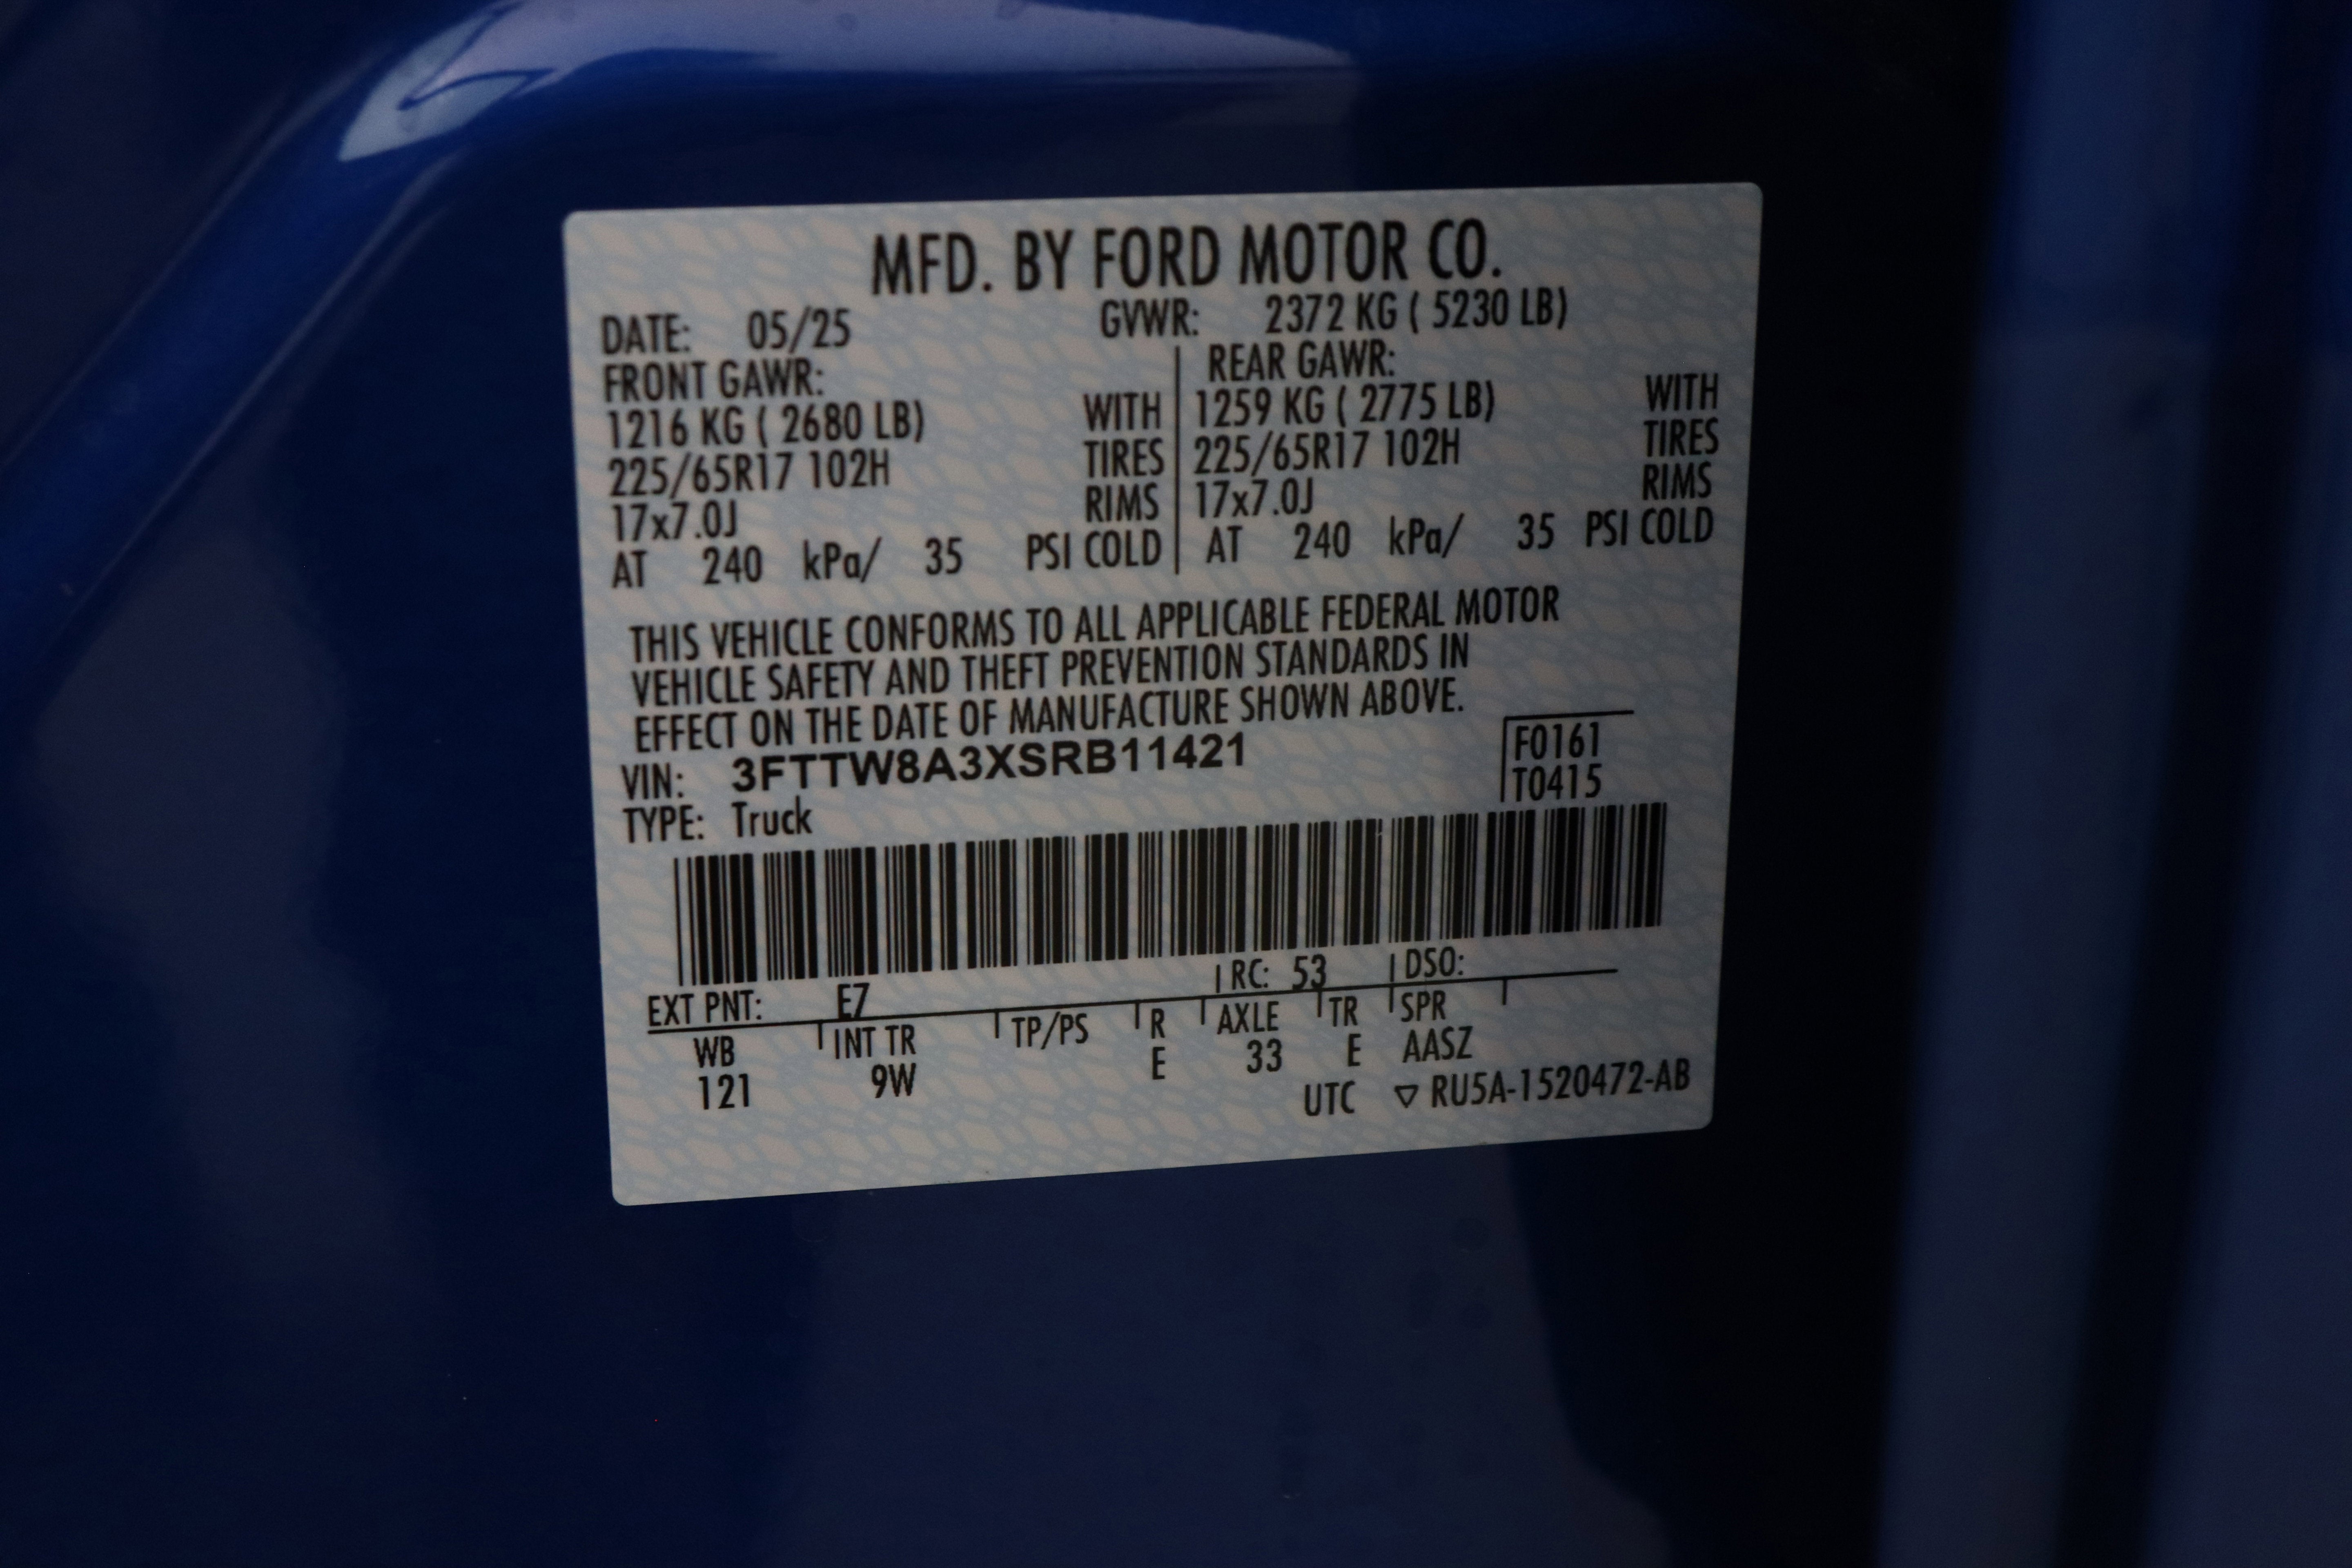 MFD. BY FORD MOTOR CO.
DATE: 05/25 GVWR: 2372 KG ( 5230 LB)
FRONT GAWR: REAR GAWR:
1216 KG ( 2680 LB) WITH 1259 KG ( 2775 LB) WITH
225/65R17 102H TIRES 225/65R17 102H TIRES
17x7.0J RIMS 17x7.0J RIMS
AT 240 kPa/ 35 PSI COLD AT 240 kPa/ 35 PSI COLD
THIS VEHICLE CONFORMS TO ALL APPLICABLE FEDERAL MOTOR
VEHICLE SAFETY AND THEFT PREVENTION STANDARDS IN
EFFECT ON THE DATE OF MANUFACTURE SHOWN ABOVE.
VIN: 3FTTW8A3XSRB11421 F0161
TYPE: Truck T0415
EXT PNT: E7 RC: 53 DSO:
WB INT TR TP/PS R AXLE TR SPR
121 9W E 33 E AASZ
UTC ▽ RU5A-1520472-AB